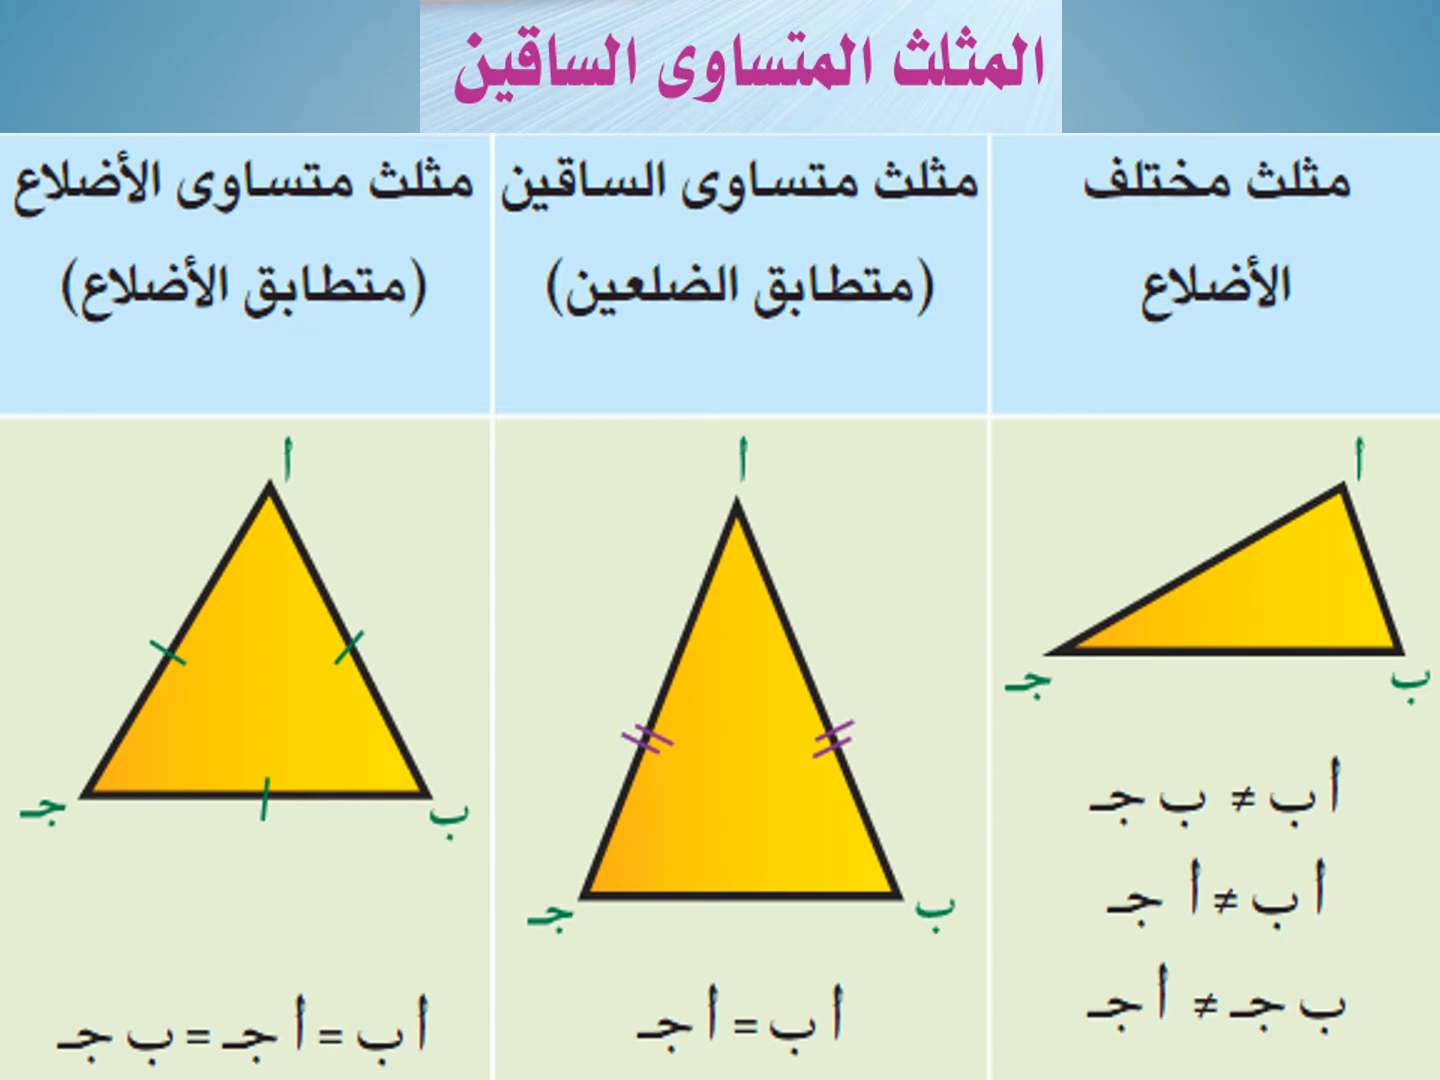 المثلث المتساوى الساقين
مثلث مختلف
الأضلاع
مثلث متساوى الساقين
(متطابق الضلعين)
مثلث متساوى الأضلاع
(متطابق الأضلاع)
أ
جـ
ب
أ ب ≠ ب جـ
أ ب ≠ أ جـ
ب جـ ≠ أ جـ
أ
جـ
ب
أ ب = أ جـ
أ
جـ
ب
أ ب = أ جـ = ب جـ